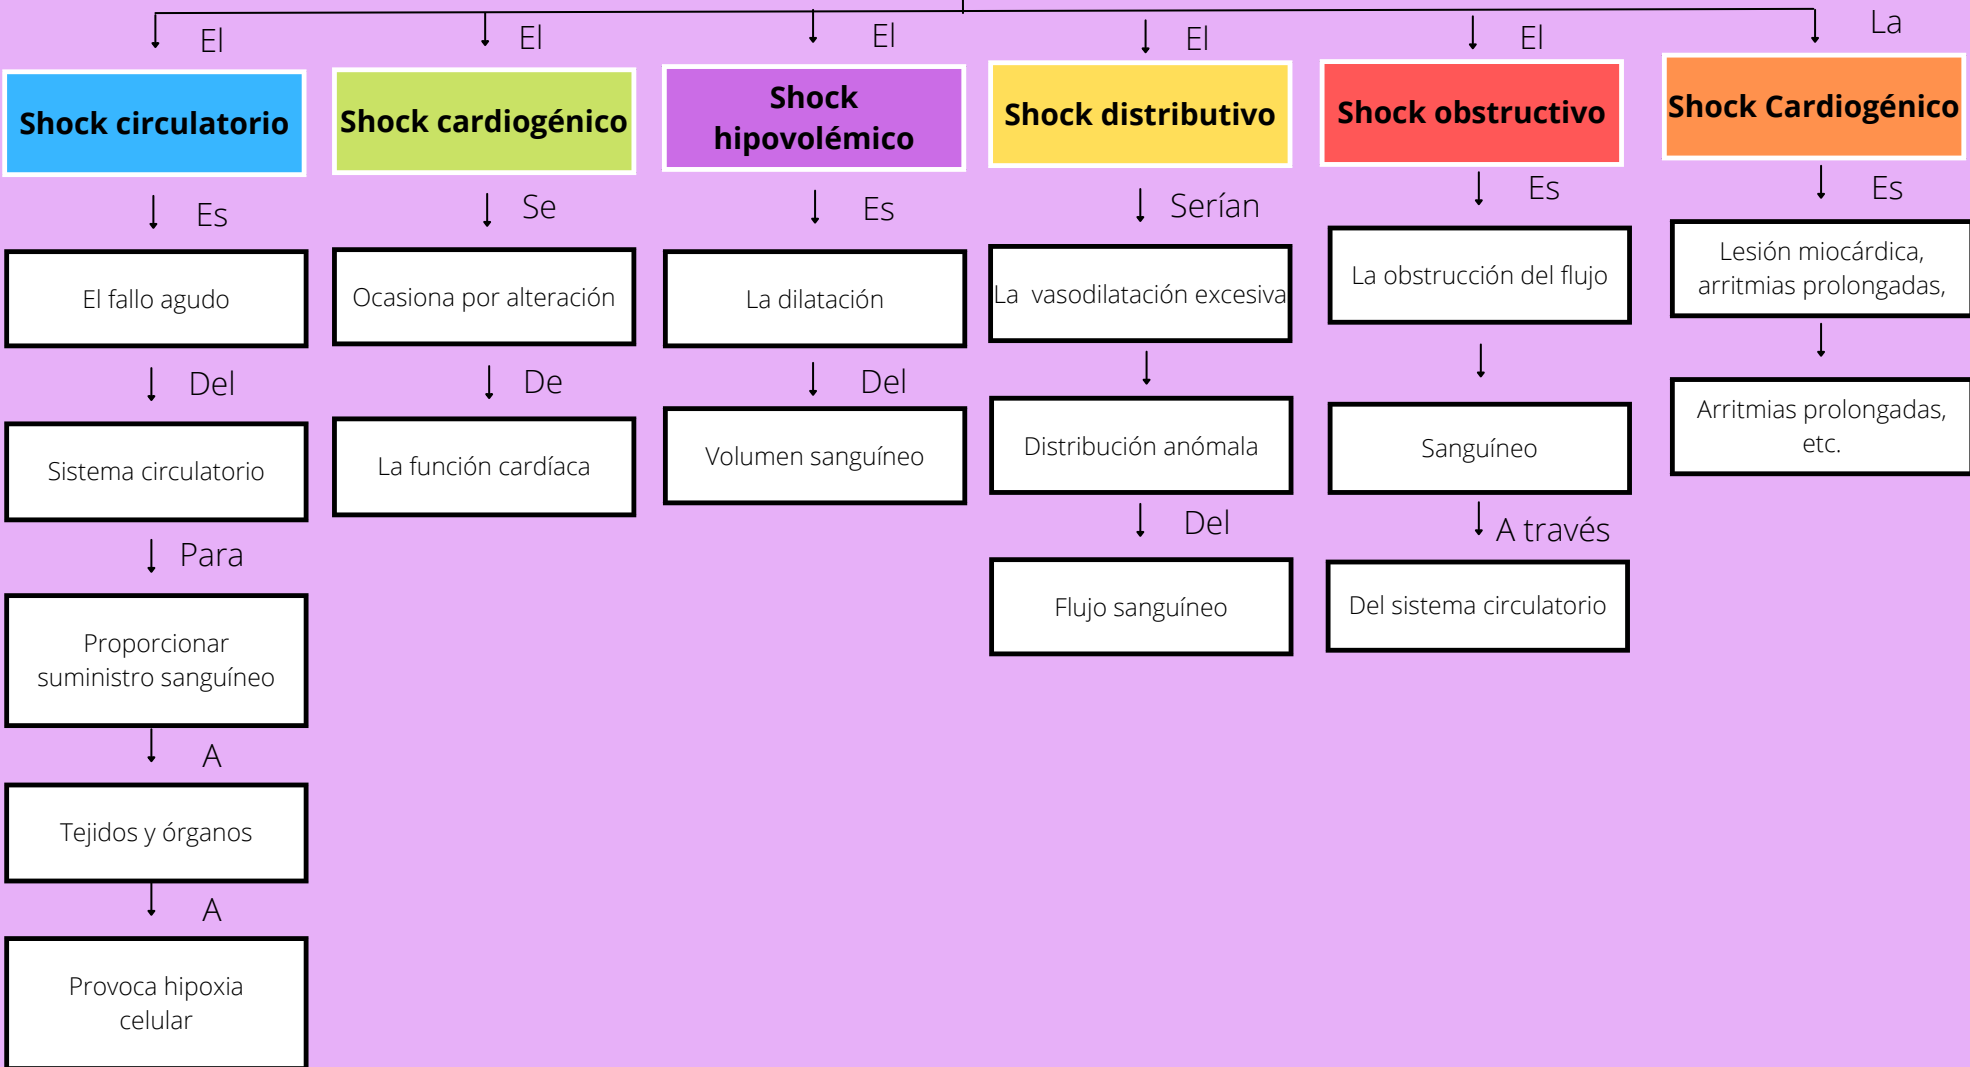 El
Shock circulatorio
Es
El fallo agudo
Del
Sistema circulatorio
Para
Proporcionar
suministro sanguíneo
A
Tejidos y órganos
A
Provoca hipoxia
celular
El
Shock cardiogénico
Se
Ocasiona por alteración
De
La función cardíaca
El
Shock
hipovolémico
Es
La dilatación
Del
Volumen sanguíneo
El
Shock distributivo
Serían
La vasodilatación excesiva
Distribución anómala
Del
Flujo sanguíneo
El
Shock obstructivo
Es
La obstrucción del flujo
Sanguíneo
A través
Del sistema circulatorio
La
Shock Cardiogénico
Es
Lesión miocárdica,
arritmias prolongadas,
Arritmias prolongadas,
etc.